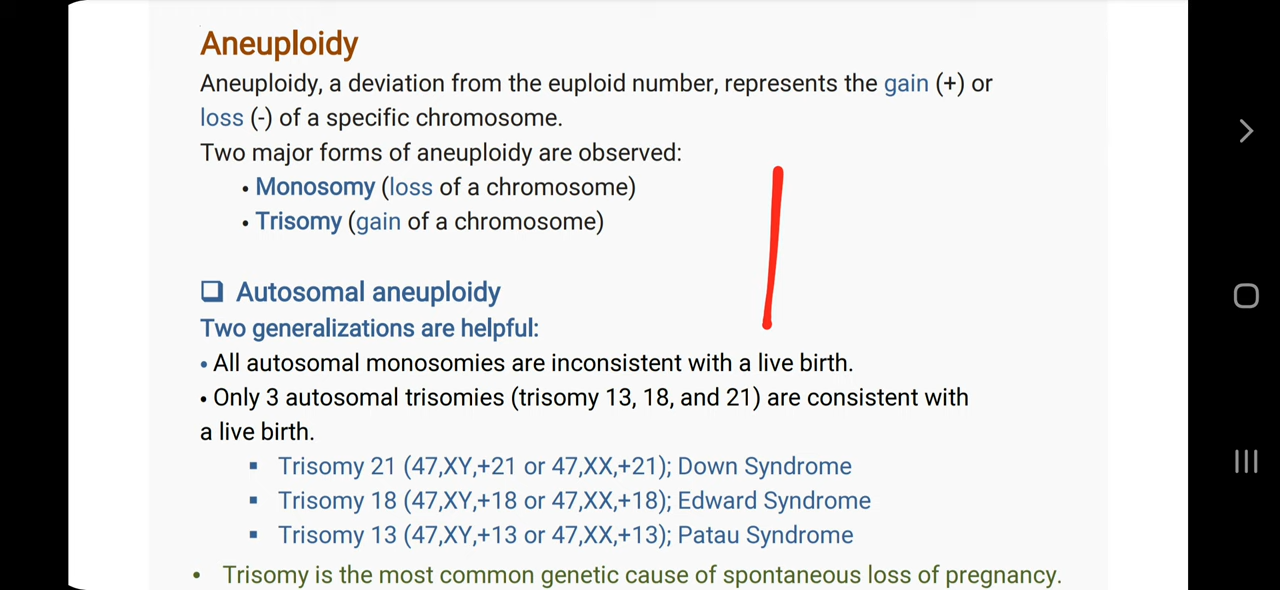 Aneuploidy
Aneuploidy, a deviation from the euploid number, represents the gain (+) or
loss (-) of a specific chromosome.
Two major forms of aneuploidy are observed:
• Monosomy (loss of a chromosome)
• Trisomy (gain of a chromosome)
❑ Autosomal aneuploidy
Two generalizations are helpful:
• All autosomal monosomies are inconsistent with a live birth.
• Only 3 autosomal trisomies (trisomy 13, 18, and 21) are consistent with
a live birth.
▪ Trisomy 21 (47,XY,+21 or 47,XX,+21); Down Syndrome
▪ Trisomy 18 (47,XY,+18 or 47,XX,+18); Edward Syndrome
▪ Trisomy 13 (47,XY,+13 or 47,XX,+13); Patau Syndrome
• Trisomy is the most common genetic cause of spontaneous loss of pregnancy.